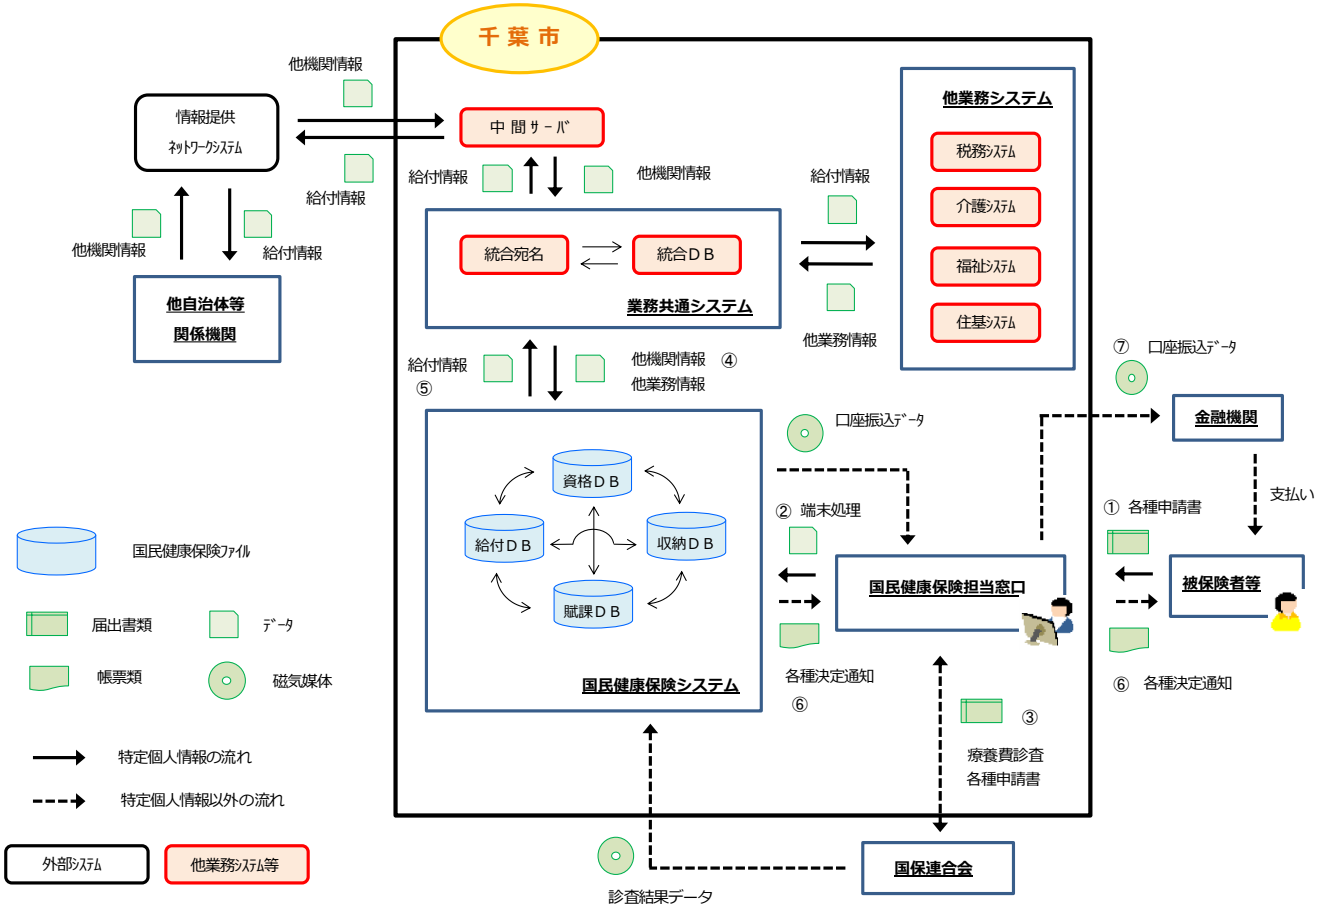 千 葉 市
他機関情報
情報提供
ﾈｯﾄﾜｰｸｼｽﾃﾑ
中 間 ｻ ｰ ﾊﾞ
給付情報
他業務システム
税務ｼｽﾃﾑ
介護ｼｽﾃﾑ
福祉ｼｽﾃﾑ
住基ｼｽﾃﾑ
給付情報
他機関情報
給付情報
他機関情報
給付情報
統合宛名
統合ＤＢ
業務共通システム
他自治体等
関係機関
他業務情報
給付情報
⑤
他機関情報 ④
他業務情報
⑦ 口座振込ﾃﾞｰﾀ
金融機関
口座振込ﾃﾞｰﾀ
支払い
資格ＤＢ
給付ＤＢ
収納ＤＢ
賦課ＤＢ
国民健康保険システム
② 端末処理
① 各種申請書
国民健康保険担当窓口
被保険者等
各種決定通知
⑥
⑥ 各種決定通知
③
療養費診査
各種申請書
国保連合会
診査結果データ
国民健康保険ﾌｧｲﾙ
届出書類
ﾃﾞｰﾀ
帳票類
磁気媒体
特定個人情報の流れ
特定個人情報以外の流れ
外部ｼｽﾃﾑ
他業務ｼｽﾃﾑ等